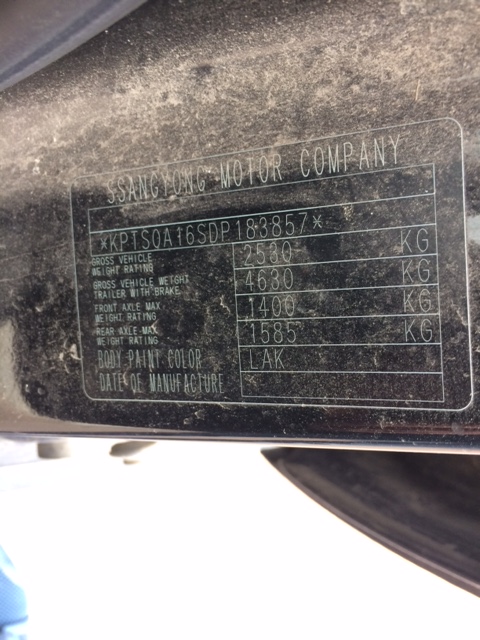 SSANGYONG MOTOR COMPANY
*KPTS0A16SDP183857*
GROSS VEHICLE WEIGHT RATING 2530 KG
GROSS VEHICLE WEIGHT TRAILER WITH BRAKE 4630 KG
FRONT AXLE MAX WEIGHT RATING 1400 KG
REAR AXLE MAX WEIGHT RATING 1585 KG
BODY PAINT COLOR LAK
DATE OF MANUFACTURE